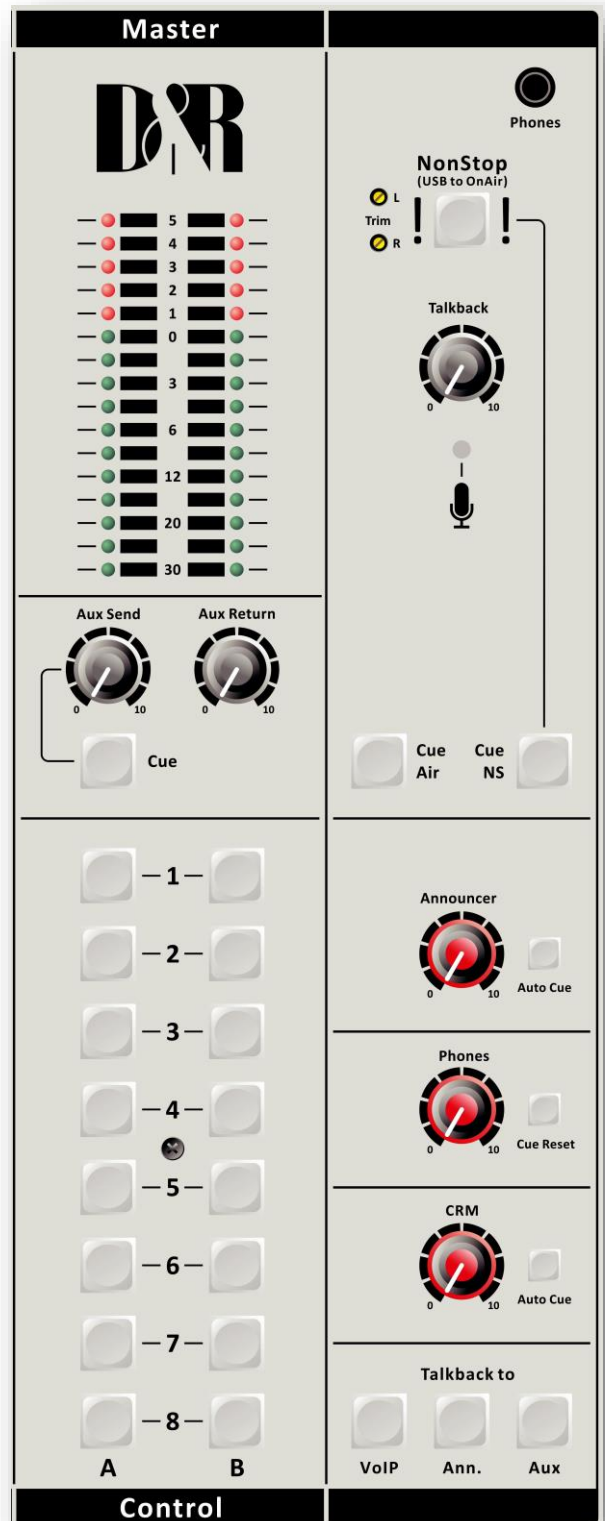 Master
D&R
5
4
3
2
1
0
3
6
12
20
30
Aux Send
0 10
Aux Return
0 10
Cue
1
2
3
4
5
6
7
8
A B
Control
Phones
NonStop
(USB to OnAir)
L
Trim
R
! !
Talkback
0 10
Cue
Air
Cue
NS
Announcer
0 10
Auto Cue
Phones
0 10
Cue Reset
CRM
0 10
Auto Cue
Talkback to
VoIP Ann. Aux